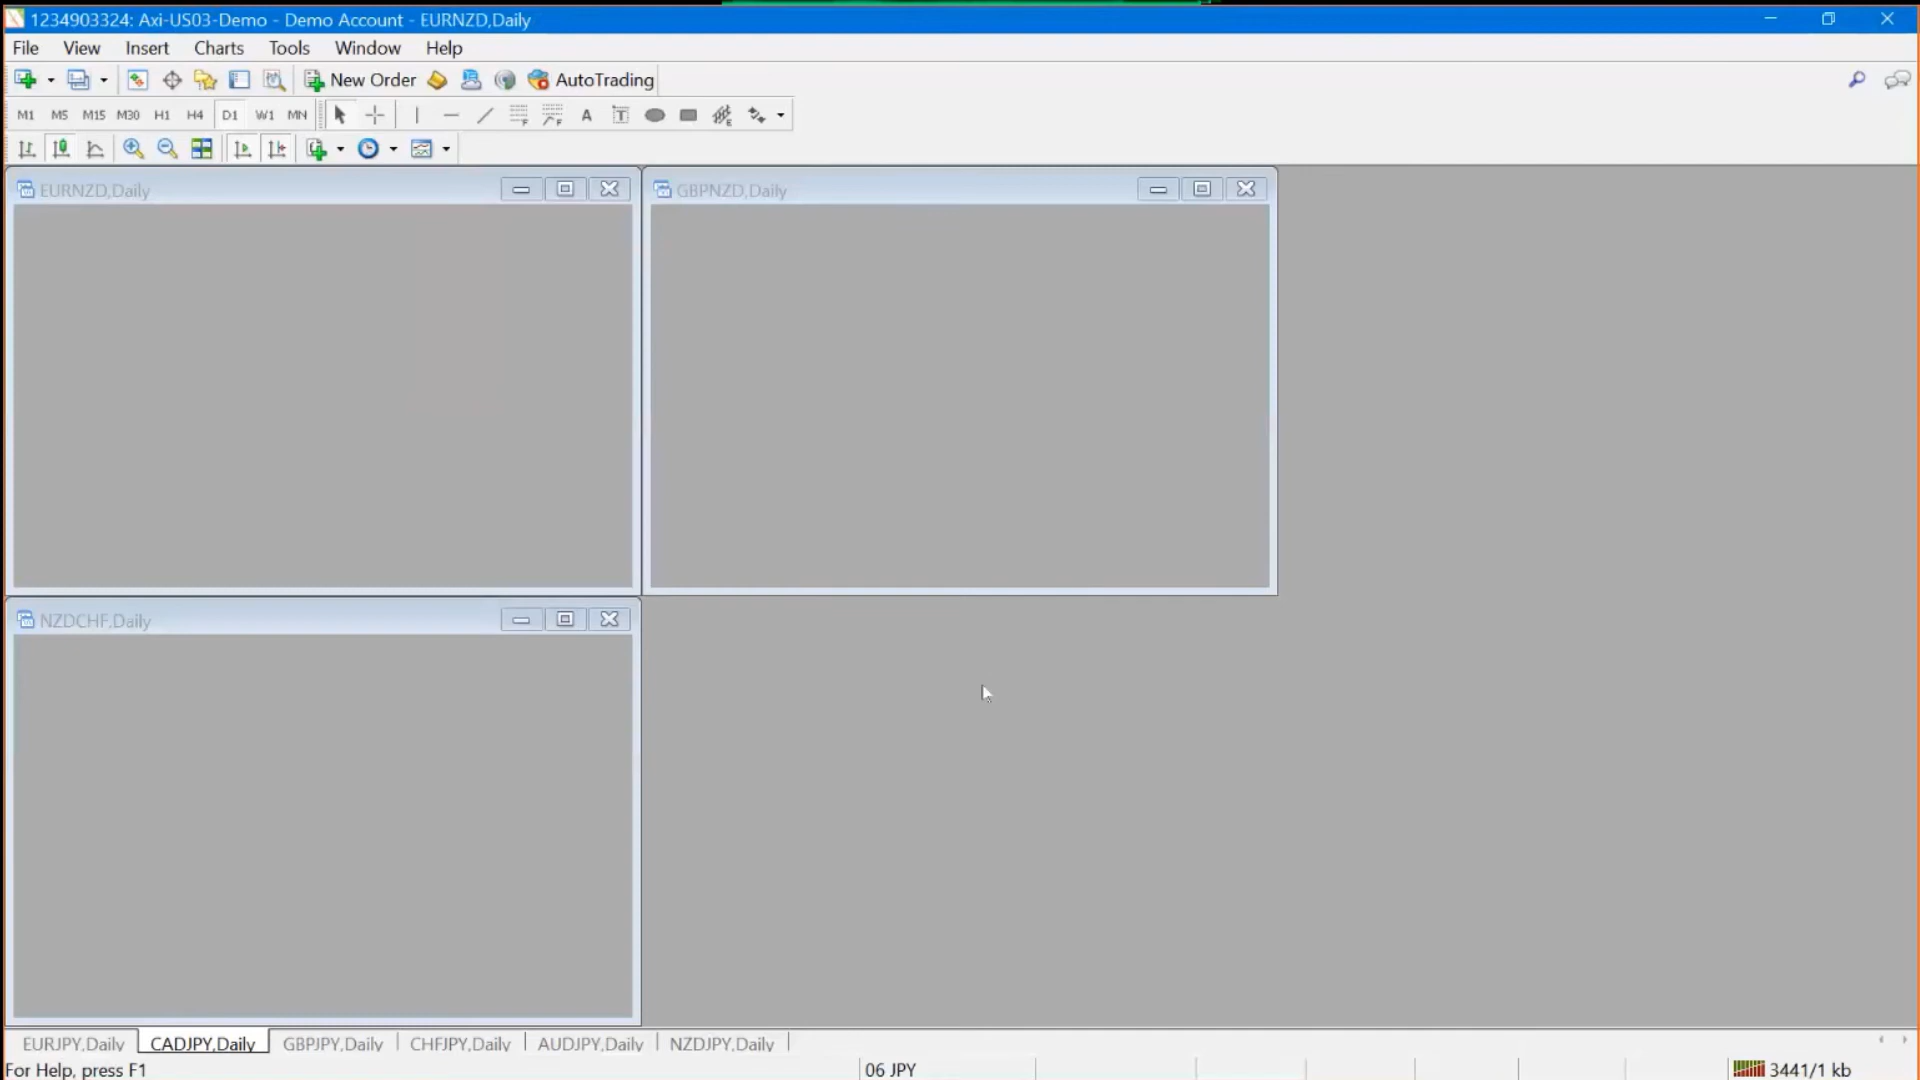 1234903324: Axi-US03-Demo - Demo Account - EURNZD,Daily
File View Insert Charts Tools Window Help
New Order AutoTrading
M1 M5 M15 M30 H1 H4 D1 W1 MN A T
EURNZD,Daily GBPNZD,Daily
NZDCHF,Daily
EURJPY,Daily CADJPY,Daily GBPJPY,Daily CHFJPY,Daily AUDJPY,Daily NZDJPY,Daily
For Help, press F1 06 JPY 3441/1 kb